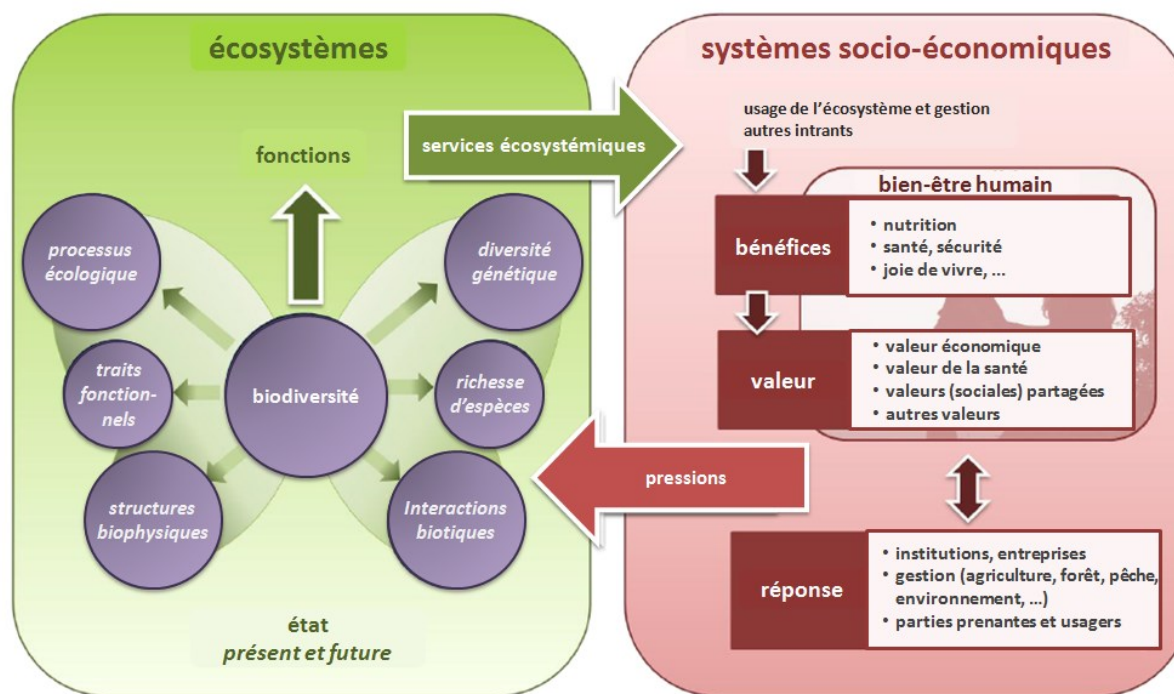 écosystèmes
fonctions
services écosystémiques
processus
écologique
diversité
génétique
traits
fonction-
nels
biodiversité
richesse
d'espèces
structures
biophysiques
Interactions
biotiques
état
présent et future
systèmes socio-économiques
usage de l'écosystème et gestion
autres intrants
bien-être humain
bénéfices
• nutrition
• santé, sécurité
• joie de vivre, ...
valeur
• valeur économique
• valeur de la santé
• valeurs (sociales) partagées
• autres valeurs
pressions
réponse
• institutions, entreprises
• gestion (agriculture, forêt, pêche,
environnement, ...)
• parties prenantes et usagers